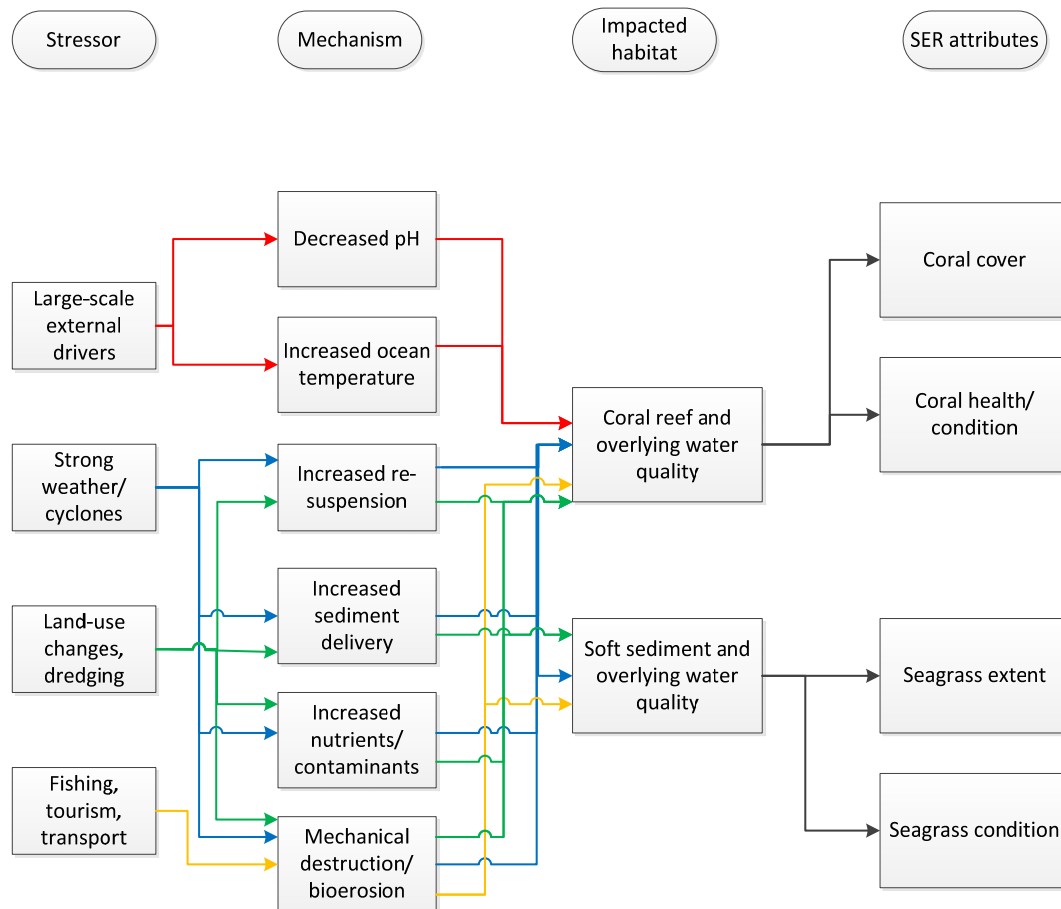 Stressor
Mechanism
Impacted
habitat
SER attributes
Decreased pH
Coral cover
Large-scale
external
drivers
Increased ocean
temperature
Coral reef and
overlying water
quality
Coral health/
condition
Strong
weather/
cyclones
Increased re-
suspension
Increased
sediment
delivery
Land-use
changes,
dredging
Soft sediment and
overlying water
quality
Seagrass extent
Increased
nutrients/
contaminants
Fishing,
tourism,
transport
Mechanical
destruction/
bioerosion
Seagrass condition